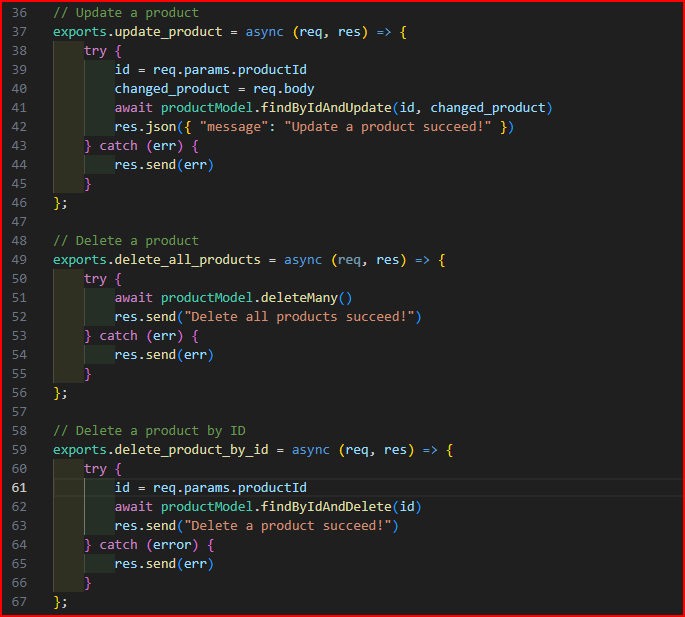 36 // Update a product
37 exports.update_product = async (req, res) => {
38     try {
39         id = req.params.productId
40         changed_product = req.body
41         await productModel.findByIdAndUpdate(id, changed_product)
42         res.json({ "message": "Update a product succeed!" })
43     } catch (err) {
44         res.send(err)
45     }
46 };
47
48 // Delete a product
49 exports.delete_all_products = async (req, res) => {
50     try {
51         await productModel.deleteMany()
52         res.send("Delete all products succeed!")
53     } catch (err) {
54         res.send(err)
55     }
56 };
57
58 // Delete a product by ID
59 exports.delete_product_by_id = async (req, res) => {
60     try {
61         id = req.params.productId
62         await productModel.findByIdAndDelete(id)
63         res.send("Delete a product succeed!")
64     } catch (error) {
65         res.send(err)
66     }
67 };